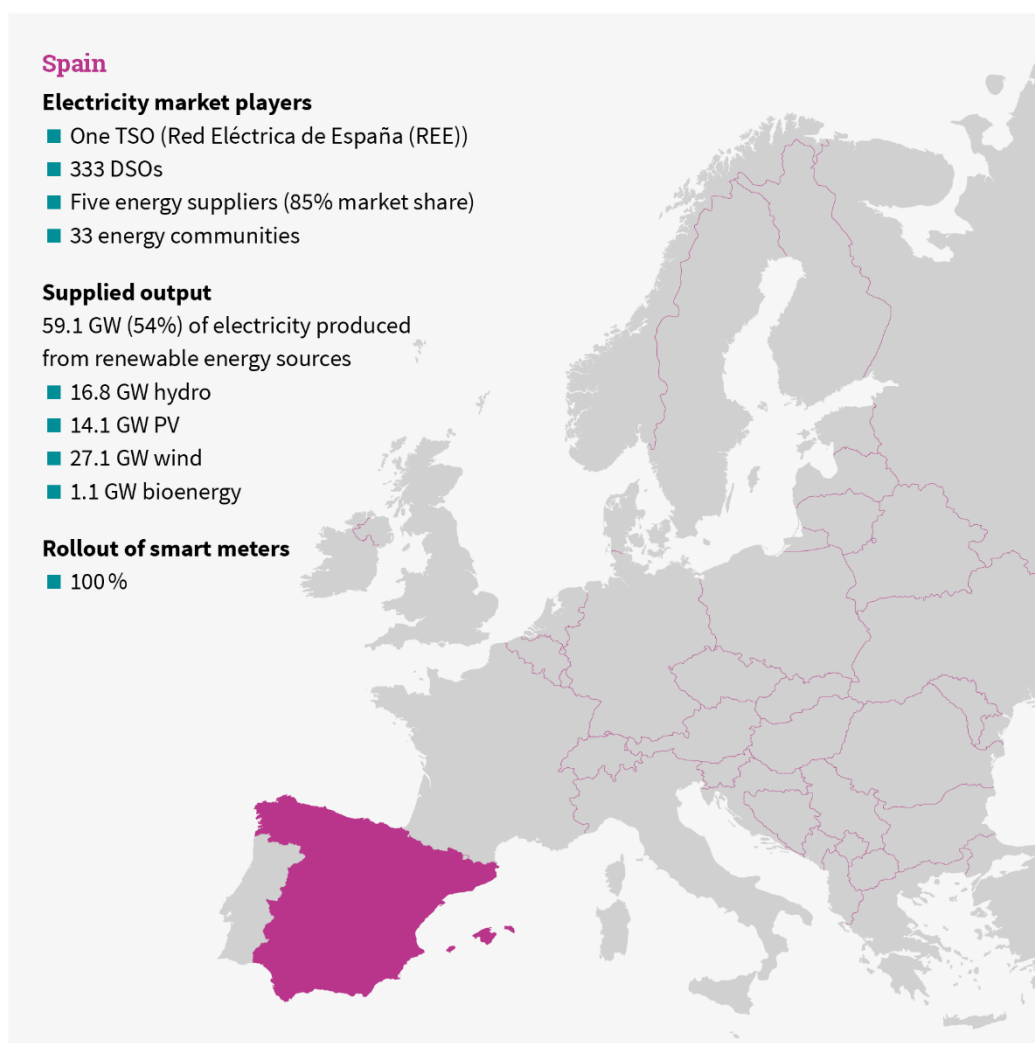 Spain
Electricity market players
One TSO (Red Eléctrica de España (REE))
333 DSOs
Five energy suppliers (85% market share)
33 energy communities
Supplied output
59.1 GW (54%) of electricity produced
from renewable energy sources
16.8 GW hydro
14.1 GW PV
27.1 GW wind
1.1 GW bioenergy
Rollout of smart meters
100 %